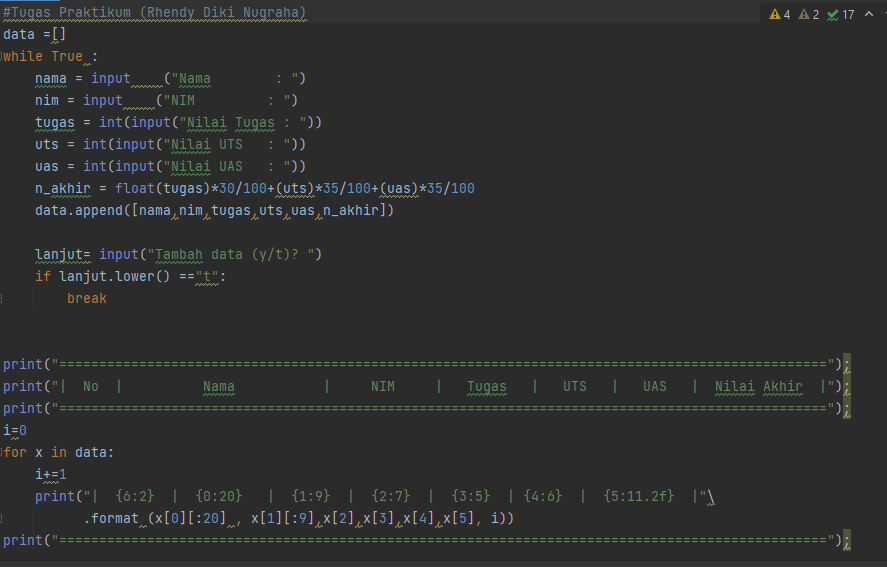 #Tugas Praktikum (Rhendy Diki Nugraha)
4 2 17
data =[]
while True :
    nama = input    ("Nama        : ")
    nim = input    ("NIM         : ")
    tugas = int(input("Nilai Tugas : "))
    uts = int(input("Nilai UTS   : "))
    uas = int(input("Nilai UAS   : "))
    n_akhir = float(tugas)*30/100+(uts)*35/100+(uas)*35/100
    data.append([nama,nim,tugas,uts,uas,n_akhir])
    lanjut= input("Tambah data (y/t)? ")
    if lanjut.lower() =="t":
        break
print("================================================================================================");
print("|  No  |          Nama           |     NIM     |   Tugas   |   UTS   |   UAS   |  Nilai Akhir  |");
print("================================================================================================");
i=0
for x in data:
    i+=1
    print("|  {6:2}  |  {0:20}   |  {1:9}  |  {2:7}  |  {3:5}  | {4:6}  |  {5:11.2f}  |"\
          .format (x[0][:20] , x[1][:9],x[2],x[3],x[4],x[5], i))
print("================================================================================================");